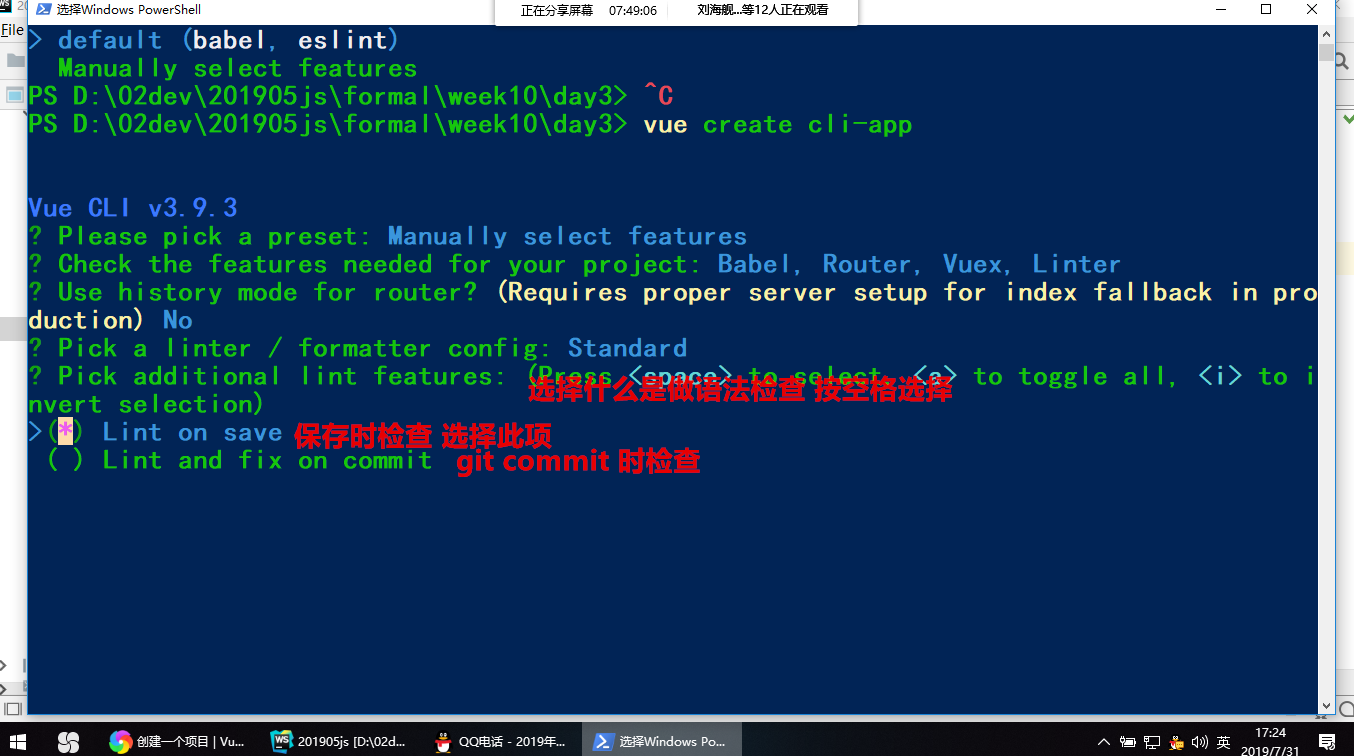 选择Windows PowerShell
正在分享屏幕 07:49:06 刘海舰...等12人正在观看
File
> default (babel, eslint)
Manually select features
PS D:\02dev\201905js\formal\week10\day3> ^C
PS D:\02dev\201905js\formal\week10\day3> vue create cli-app
Vue CLI v3.9.3
? Please pick a preset: Manually select features
? Check the features needed for your project: Babel, Router, Vuex, Linter
? Use history mode for router? (Requires proper server setup for index fallback in pro
duction) No
? Pick a linter / formatter config: Standard
? Pick additional lint features: (Press <space> to select, <a> to toggle all, <i> to i
nvert selection)
选择什么是做语法检查 按空格选择
>(*) Lint on save 保存时检查 选择此项
( ) Lint and fix on commit git commit 时检查
创建一个项目 | Vu...
WS 201905js [D:\02d...
QQ电话 - 2019年...
选择Windows Po...
英
17:24
2019/7/31